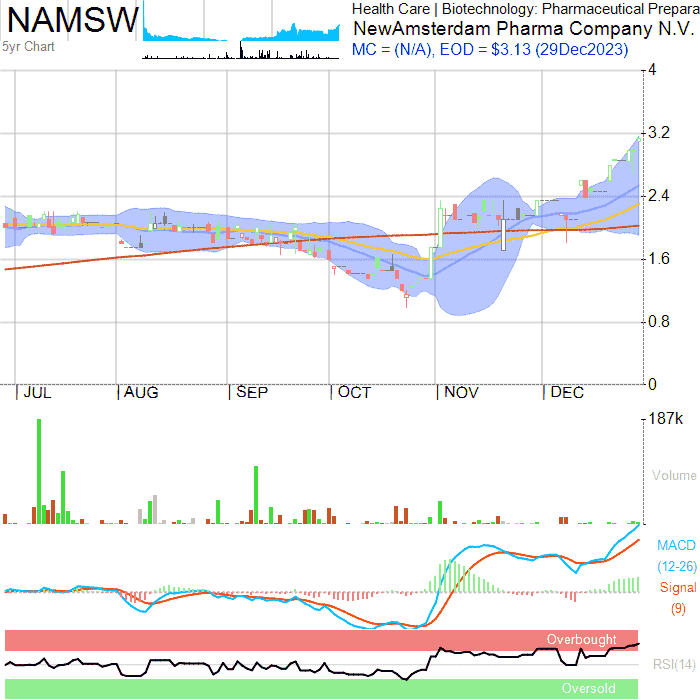 NAMSW
Health Care | Biotechnology: Pharmaceutical Prepara
NewAmsterdam Pharma Company N.V.
5yr Chart
MC = (N/A), EOD = $3.13 (29Dec2023)
4
3.2
2.4
1.6
0.8
0
JUL AUG SEP OCT NOV DEC
187k
Volume
MACD
(12-26)
Signal
(9)
Overbought
RSI(14)
Oversold